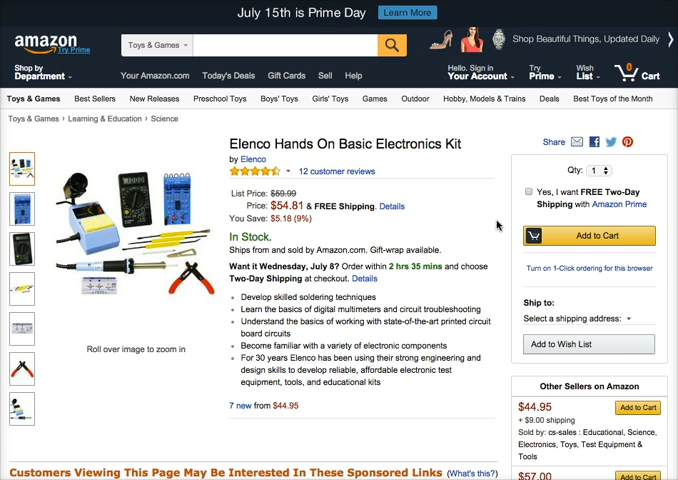 July 15th is Prime Day Learn More
amazon
Try Prime
Toys & Games
Shop Beautiful Things, Updated Daily
Shop by
Department
Your Amazon.com Today's Deals Gift Cards Sell Help
Hello. Sign in
Your Account
Try
Prime
Wish
List
0
Cart
Toys & Games Best Sellers New Releases Preschool Toys Boys' Toys Girls' Toys Games Outdoor Hobby, Models & Trains Deals Best Toys of the Month
Toys & Games › Learning & Education › Science
Elenco Hands On Basic Electronics Kit
by Elenco
12 customer reviews
List Price: $59.99
Price: $54.81 & FREE Shipping. Details
You Save: $5.18 (9%)
In Stock.
Ships from and sold by Amazon.com. Gift-wrap available.
Want it Wednesday, July 8? Order within 2 hrs 35 mins and choose
Two-Day Shipping at checkout. Details
Develop skilled soldering techniques
Learn the basics of digital multimeters and circuit troubleshooting
Understand the basics of working with state-of-the-art printed circuit
board circuits
Become familiar with a variety of electronic components
For 30 years Elenco has been using their strong engineering and
design skills to develop reliable, affordable electronic test
equipment, tools, and educational kits
7 new from $44.95
Roll over image to zoom in
Share
Qty: 1
Yes, I want FREE Two-Day
Shipping with Amazon Prime
Add to Cart
Turn on 1-Click ordering for this browser
Ship to:
Select a shipping address:
Add to Wish List
Other Sellers on Amazon
$44.95 Add to Cart
+ $9.00 shipping
Sold by: cs-sales : Educational, Science,
Electronics, Toys, Test Equipment &
Tools
$57.00 Add to Cart
Customers Viewing This Page May Be Interested In These Sponsored Links (What's this?)